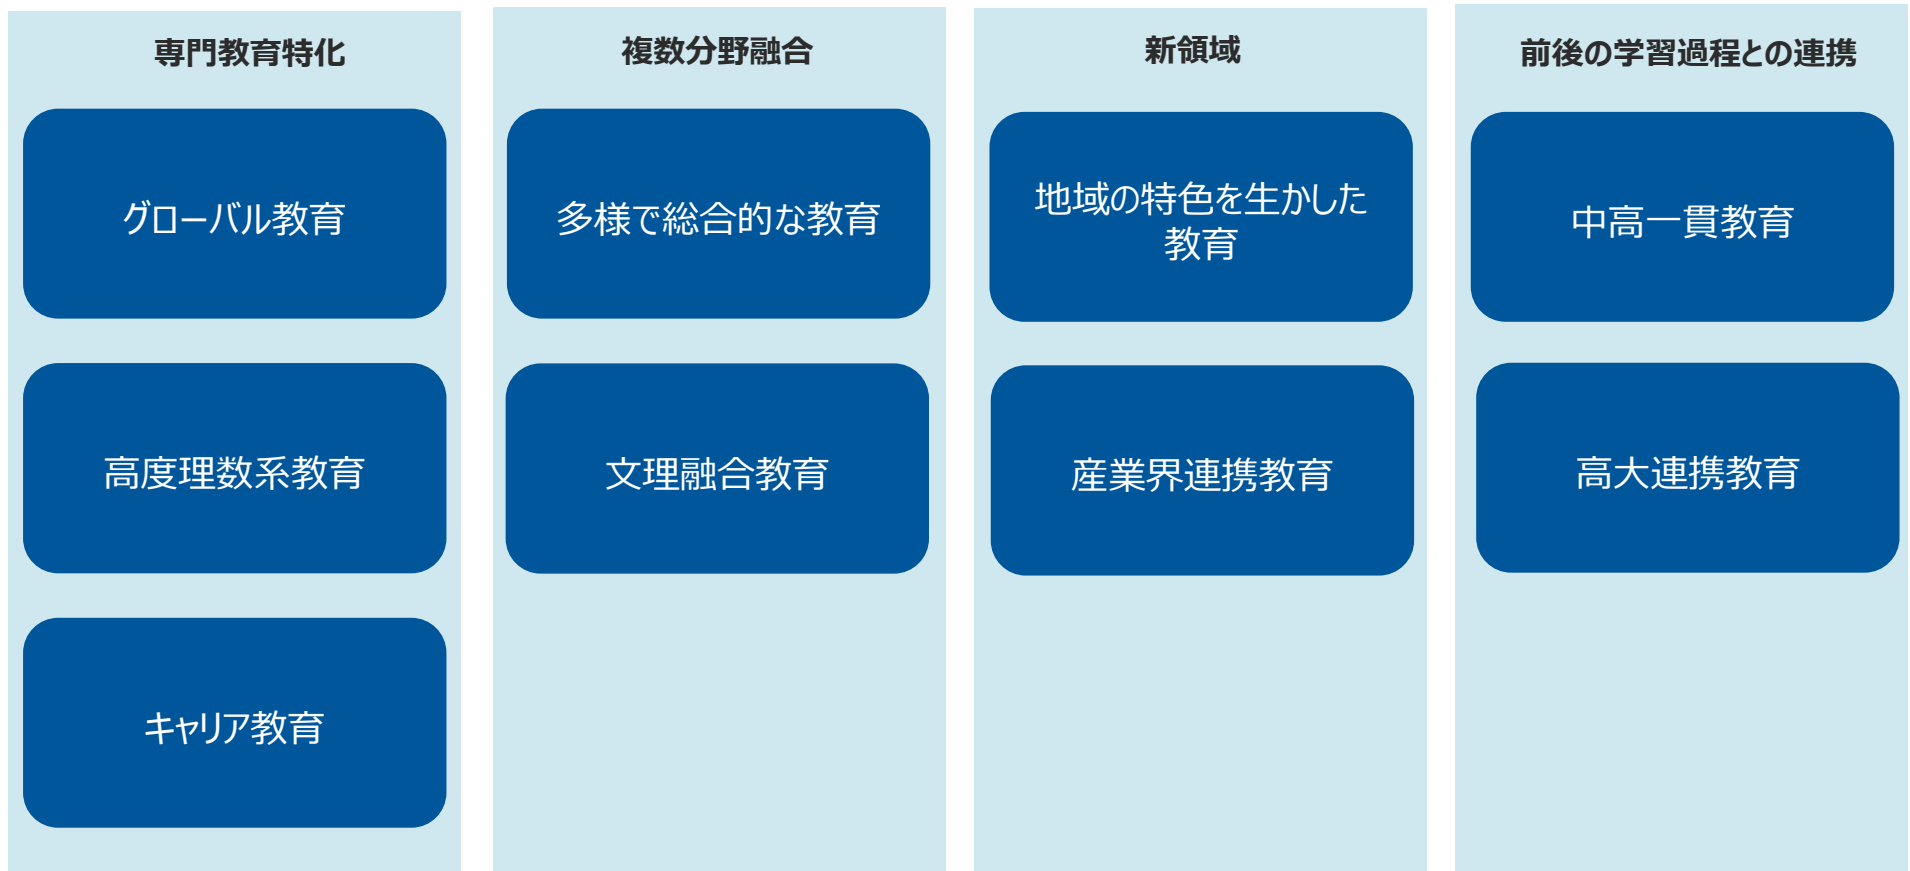 専門教育特化
グローバル教育
高度理数系教育
キャリア教育
複数分野融合
多様で総合的な教育
文理融合教育
新領域
地域の特色を生かした
教育
産業界連携教育
前後の学習過程との連携
中高一貫教育
高大連携教育